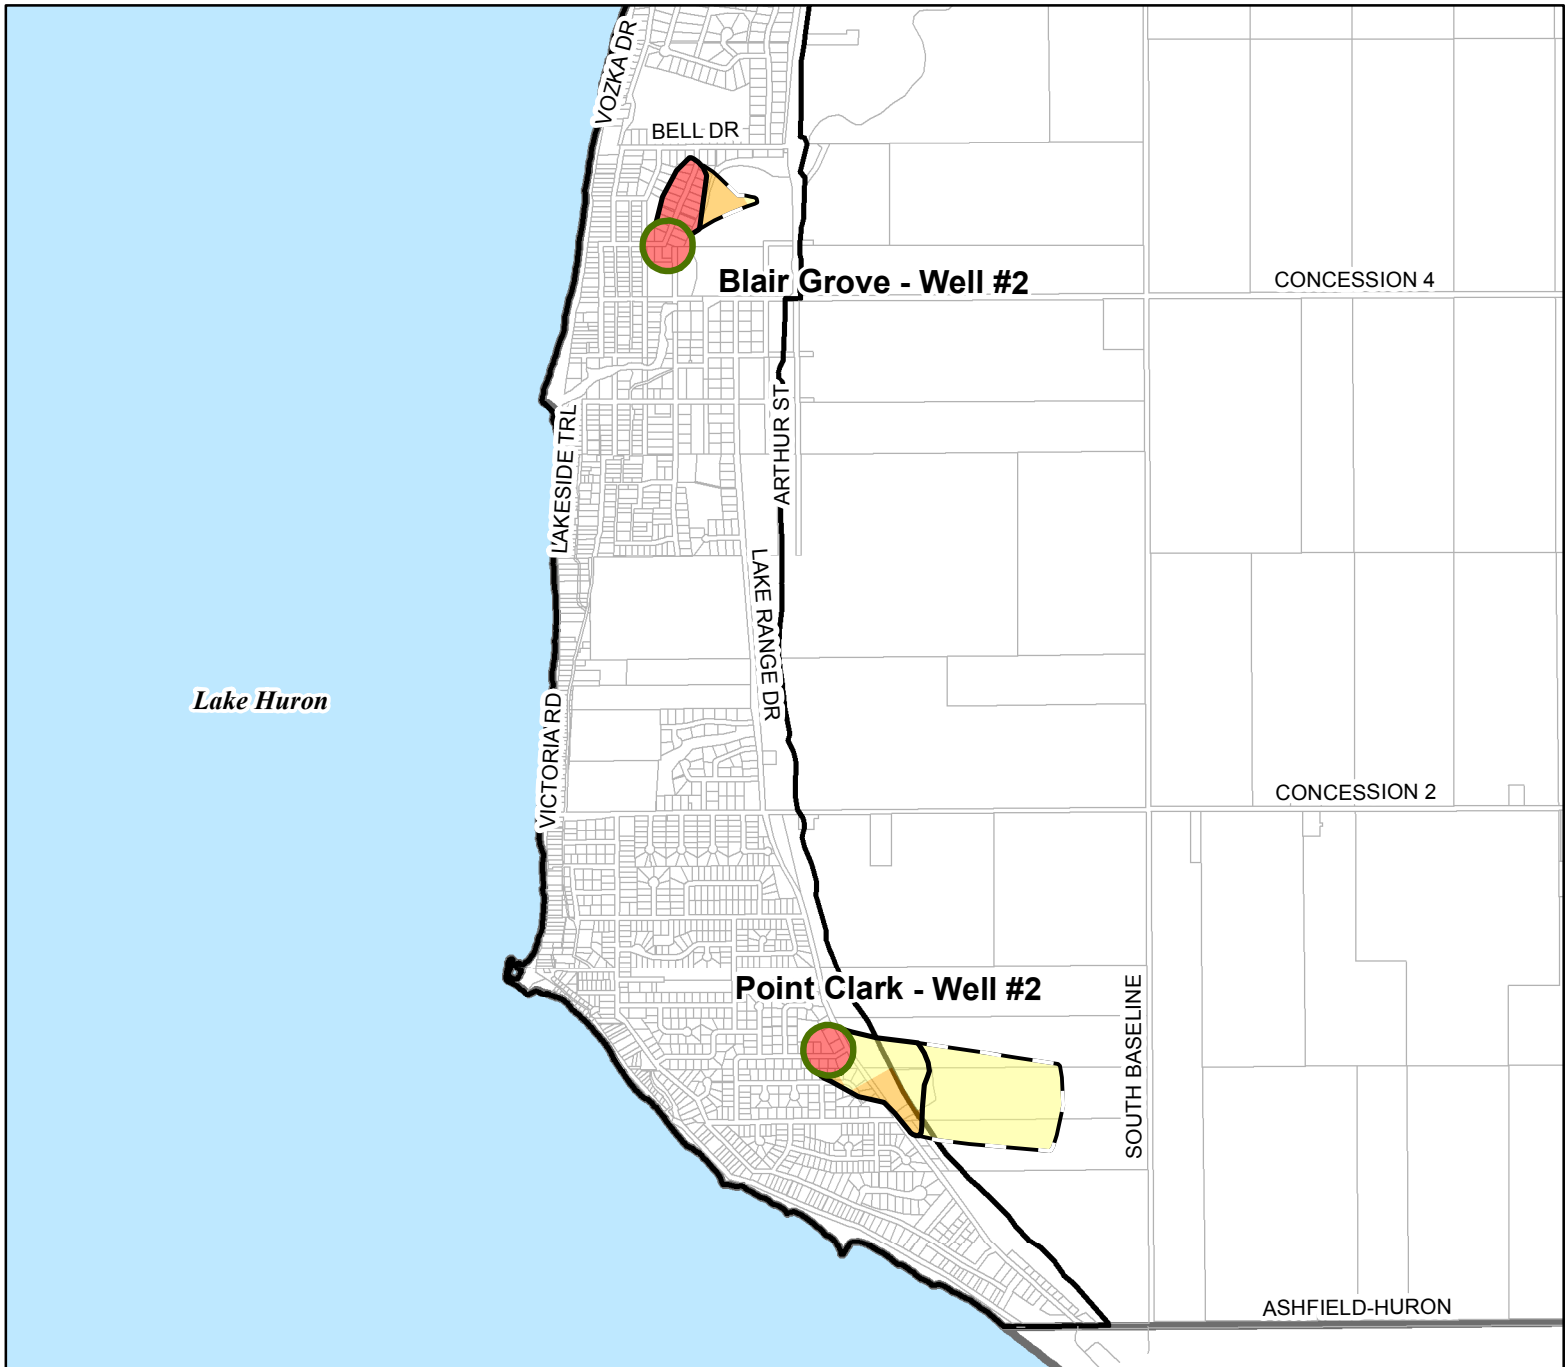 VOZKA DR
BELL DR
Blair Grove - Well #2
CONCESSION 4
LAKESIDE TRL
ARTHUR ST
LAKE RANGE DR
Lake Huron
VICTORIA RD
CONCESSION 2
Point Clark - Well #2
SOUTH BASELINE
ASHFIELD-HURON